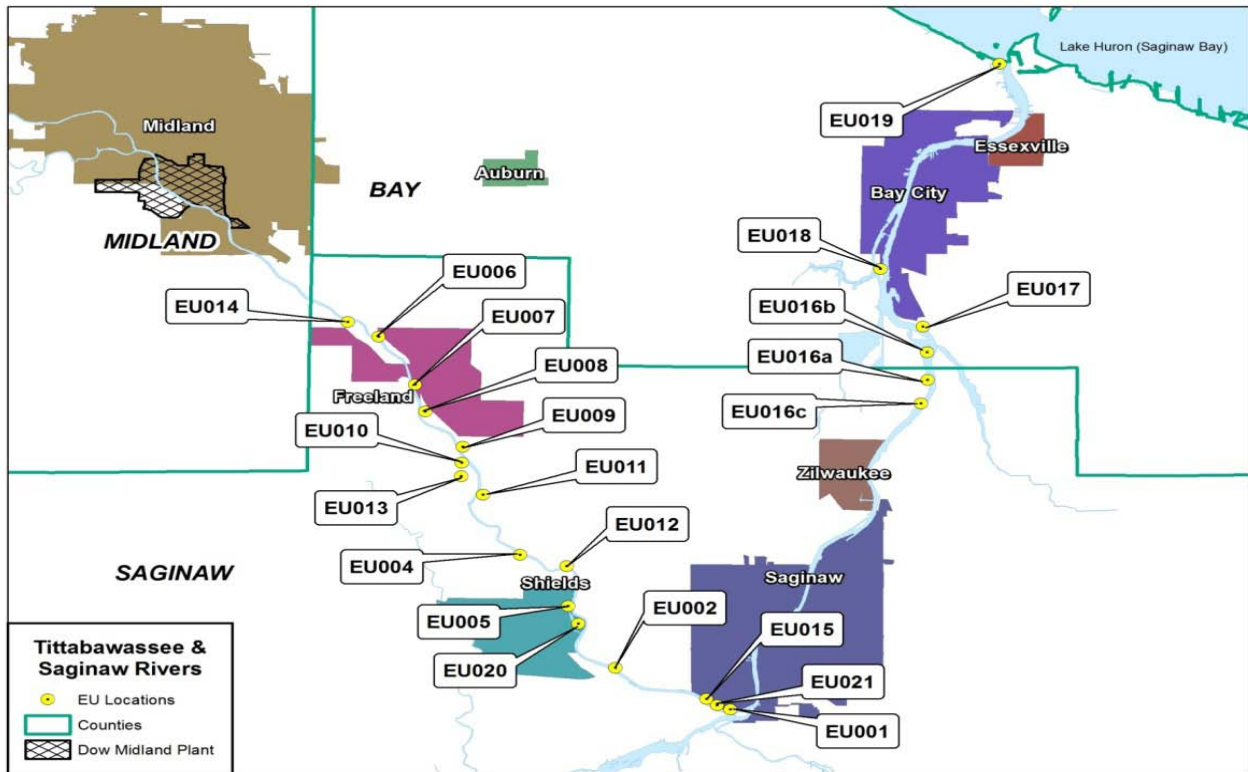 Lake Huron (Saginaw Bay)
EU019
Midland
Essexville
Auburn
BAY
Bay City
MIDLAND
EU018
EU006
EU014
EU007
EU017
EU016b
EU008
EU016a
Freeland
EU009
EU016c
EU010
EU011
Zilwaukee
EU013
EU012
EU004
SAGINAW
Shields
Saginaw
EU002
EU005
EU015
EU020
EU021
EU001
Tittabawassee &
Saginaw Rivers
EU Locations
Counties
Dow Midland Plant